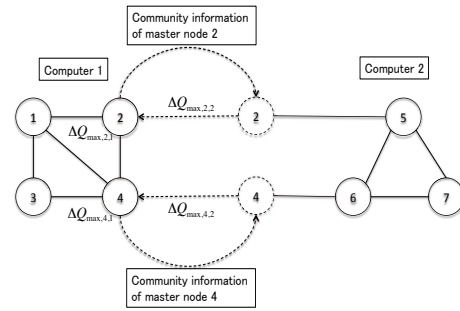 Community information
of master node 2
Computer 1
Computer 2
1
2
ΔQmax,2,2
2
5
ΔQmax,2,1
3
4
ΔQmax,4,2
4
6
7
ΔQmax,4,1
Community information
of master node 4